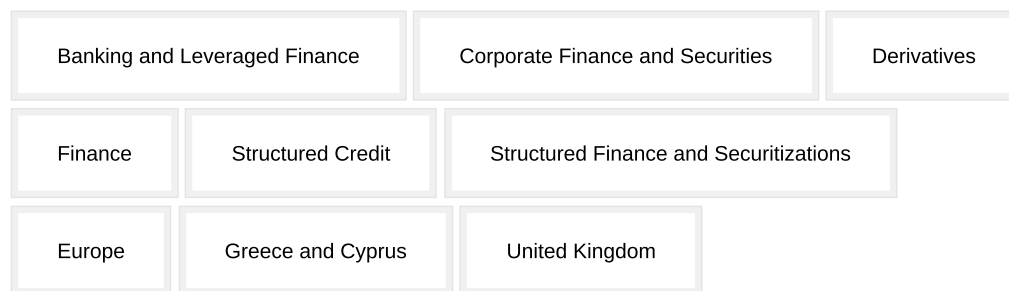 Banking and Leveraged Finance Corporate Finance and Securities Derivatives
Finance Structured Credit Structured Finance and Securitizations
Europe Greece and Cyprus United Kingdom